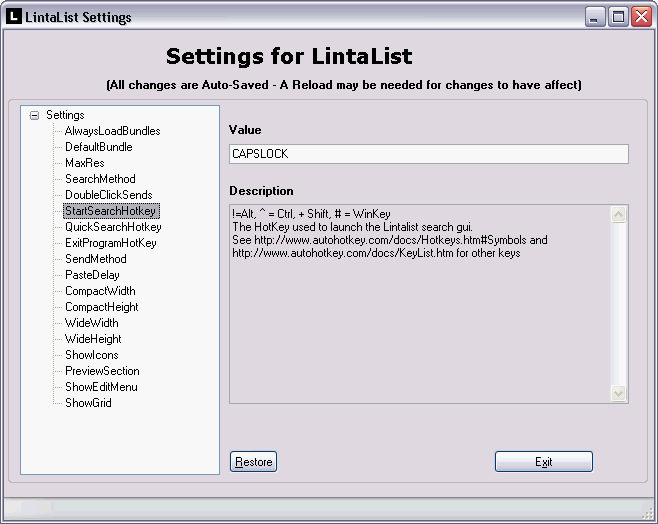 L LintaList Settings
Settings for LintaList
(All changes are Auto-Saved - A Reload may be needed for changes to have affect)
Settings
AlwaysLoadBundles
DefaultBundle
MaxRes
SearchMethod
DoubleClickSends
StartSearchHotkey
QuickSearchHotkey
ExitProgramHotKey
SendMethod
PasteDelay
CompactWidth
CompactHeight
WideWidth
WideHeight
ShowIcons
PreviewSection
ShowEditMenu
ShowGrid
Value
CAPSLOCK
Description
!=Alt, ^ = Ctrl, + Shift, # = WinKey
The HotKey used to launch the Lintalist search gui.
See http://www.autohotkey.com/docs/Hotkeys.htm#Symbols and
http://www.autohotkey.com/docs/KeyList.htm for other keys
Restore
Exit